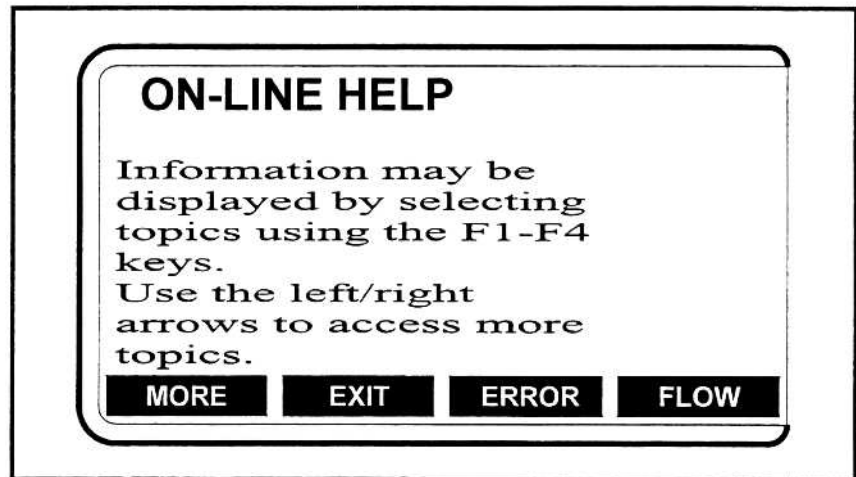 ON-LINE HELP
Information may be
displayed by selecting
topics using the F1-F4
keys.
Use the left/right
arrows to access more
topics.
MORE EXIT ERROR FLOW